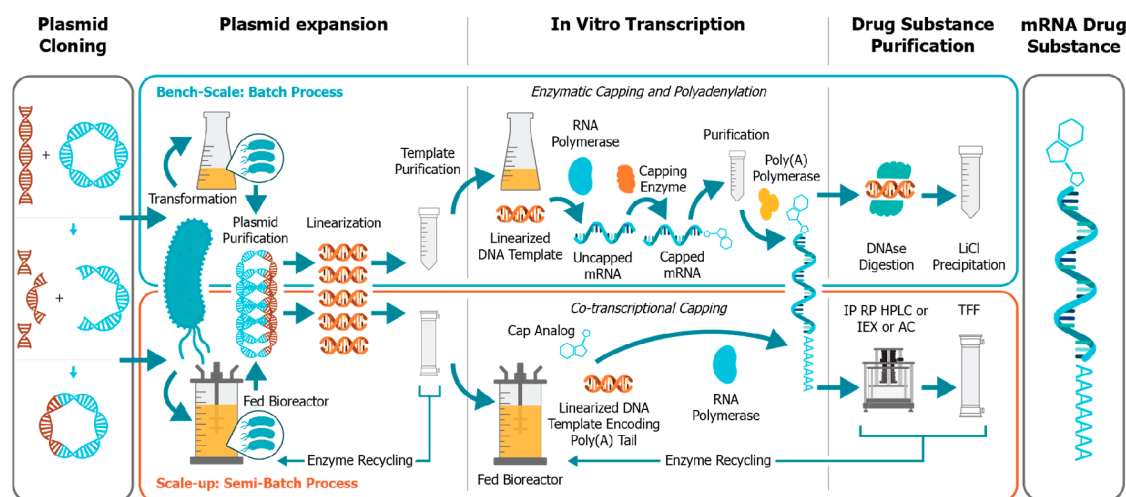 Plasmid
Cloning
Plasmid expansion
In Vitro Transcription
Drug Substance
Purification
mRNA Drug
Substance
Bench-Scale: Batch Process
Enzymatic Capping and Polyadenylation
+
Transformation
Plasmid
Purification
Linearization
Template
Purification
RNA
Polymerase
Linearized
DNA Template
Capping
Enzyme
Uncapped
mRNA
Capped
mRNA
Purification
Poly(A)
Polymerase
DNAse
Digestion
LiCl
Precipitation
+
Co-transcriptional Capping
Cap Analog
Linearized DNA
Template Encoding
Poly(A) Tail
RNA
Polymerase
AAAAAA
IP RP HPLC or
IEX or AC
TFF
AAAAAA
Fed Bioreactor
Enzyme Recycling
Fed Bioreactor
Enzyme Recycling
Scale-up: Semi-Batch Process